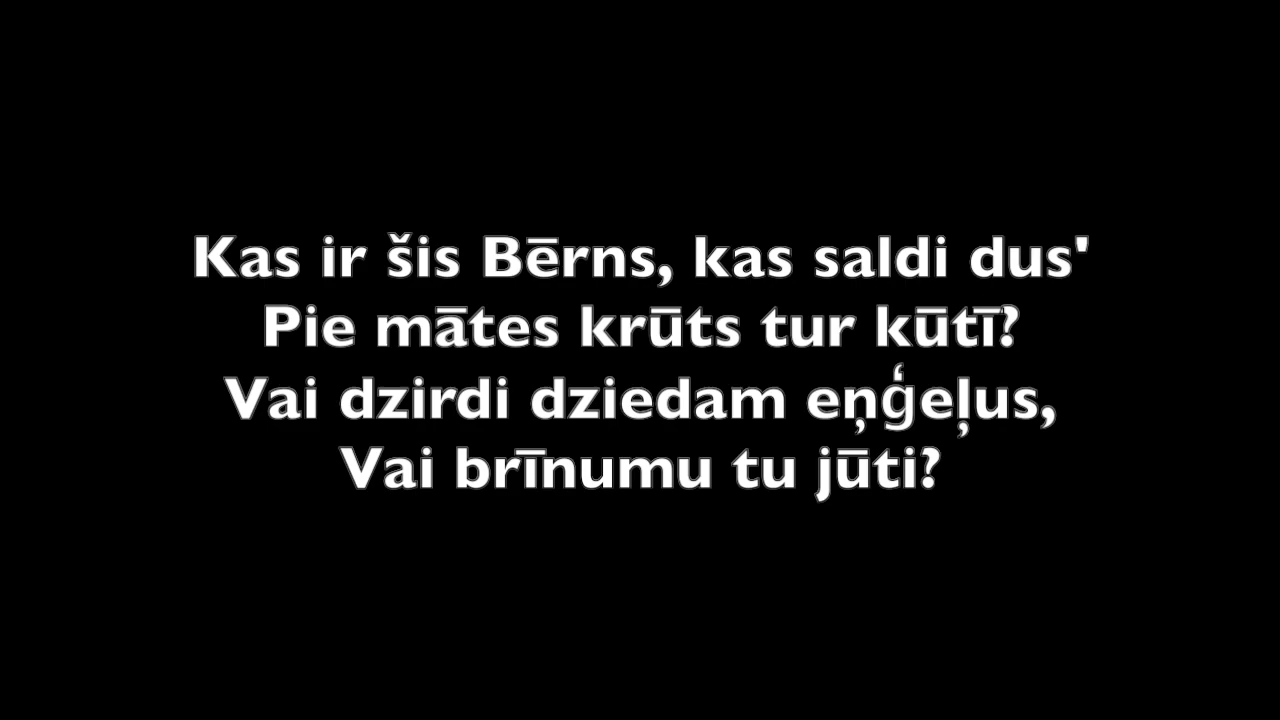 Kas ir šis Bērns, kas saldi dus'
Pie mātes krūts tur kūtī?
Vai dzirdi dziedam eņģeļus,
Vai brīnumu tu jūti?